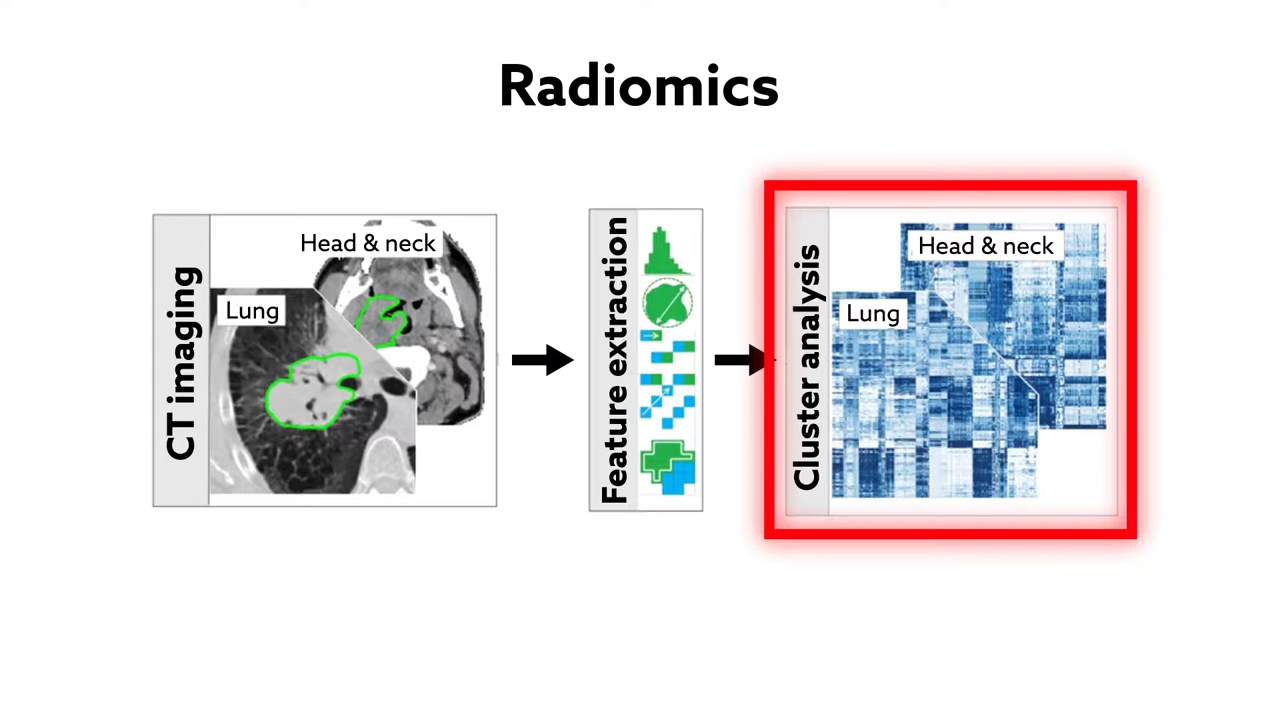 Radiomics
CT imaging
Head & neck
Lung
Feature extraction
Cluster analysis
Head & neck
Lung